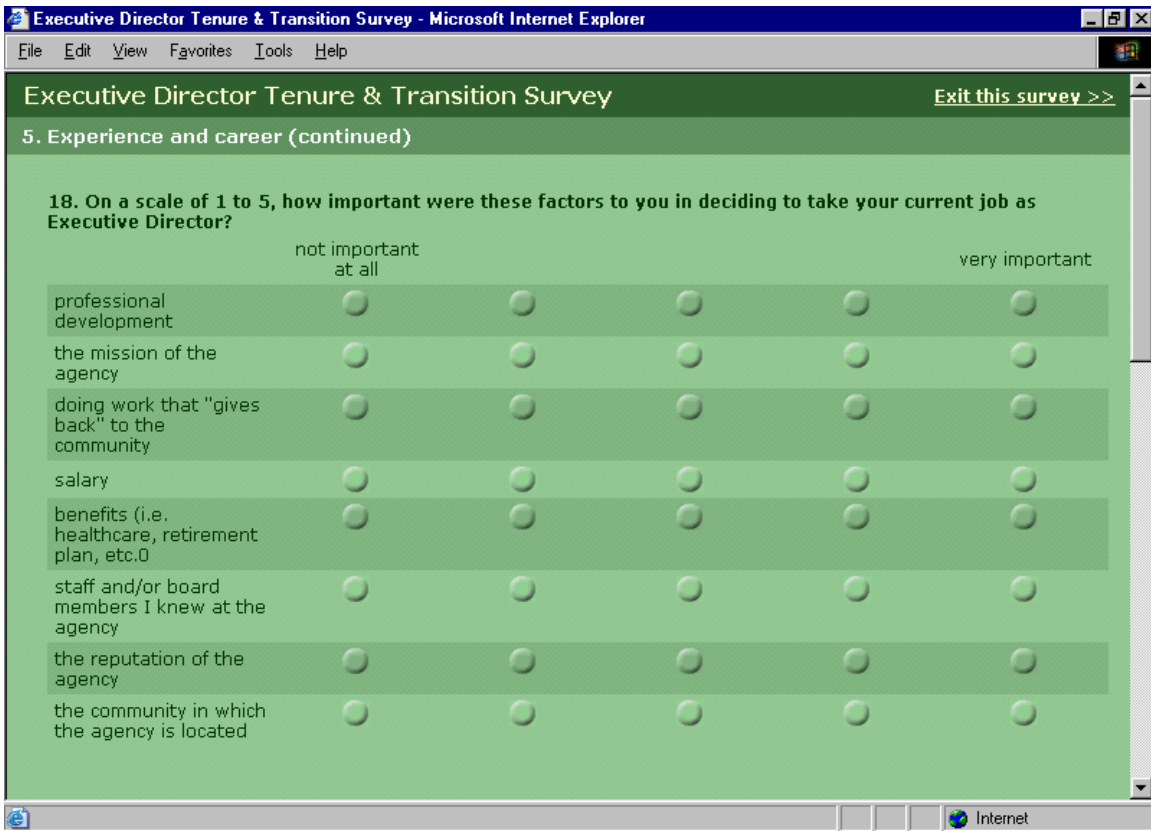 Executive Director Tenure & Transition Survey - Microsoft Internet Explorer
File Edit View Favorites Tools Help
Executive Director Tenure & Transition Survey Exit this survey >>
5. Experience and career (continued)
18. On a scale of 1 to 5, how important were these factors to you in deciding to take your current job as
Executive Director?
not important
at all
very important
professional
development
the mission of the
agency
doing work that "gives
back" to the
community
salary
benefits (i.e.
healthcare, retirement
plan, etc.0
staff and/or board
members I knew at the
agency
the reputation of the
agency
the community in which
the agency is located
Internet